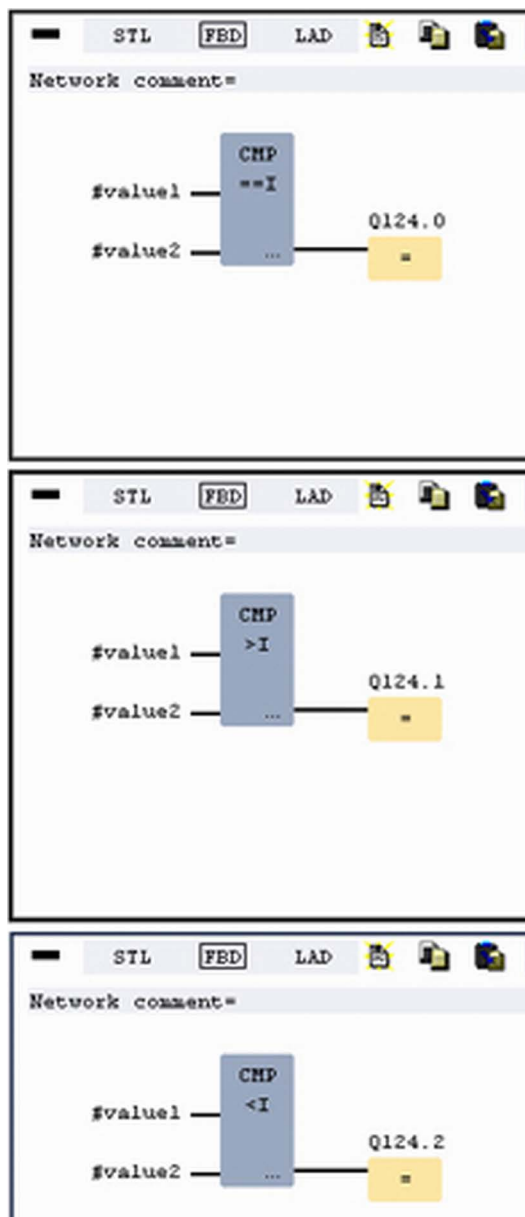 STL FBD LAD
Network comment=
CMP
==I
#value1
Q124.0
#value2 ... =
STL FBD LAD
Network comment=
CMP
>I
#value1
Q124.1
#value2 ... =
STL FBD LAD
Network comment=
CMP
<I
#value1
Q124.2
#value2 ... =